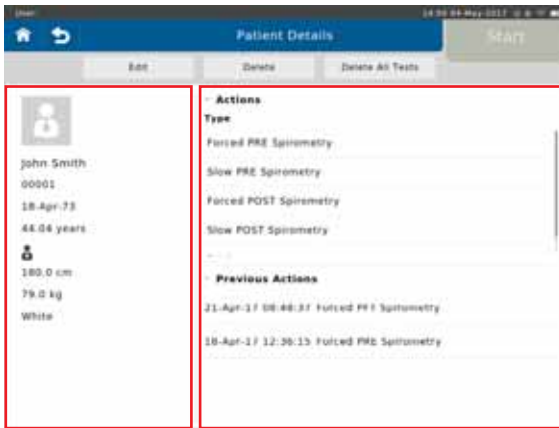 User:
14:50 04-May-2017
Patient Details
Start
Edit
Delete
Delete All Tests
John Smith
00001
18-Apr-73
44.04 years
180.0 cm
79.0 kg
White
Actions
Type
Forced PRE Spirometry
Slow PRE Spirometry
Forced POST Spirometry
Slow POST Spirometry
Previous Actions
21-Apr-17 08:48:37 Forced Spirometry
18-Apr-17 12:36:15 Forced PRE Spirometry